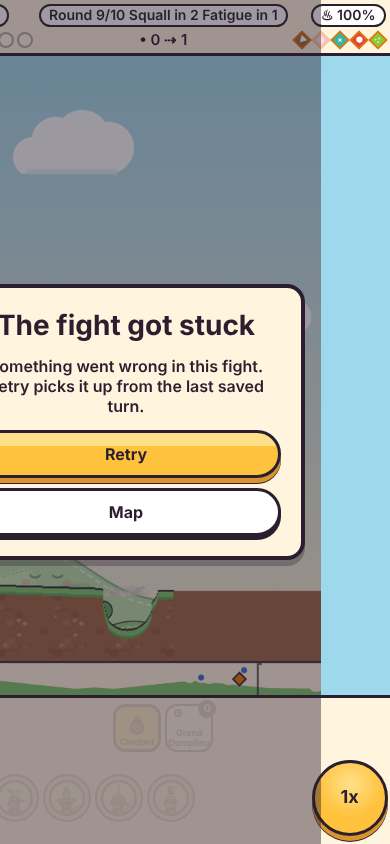 Round 9/10 Squall in 2 Fatigue in 1
100%
• 0 ⇢ 1
The fight got stuck
omething went wrong in this fight.
etry picks it up from the last saved
turn.
Retry
Map
0
1x